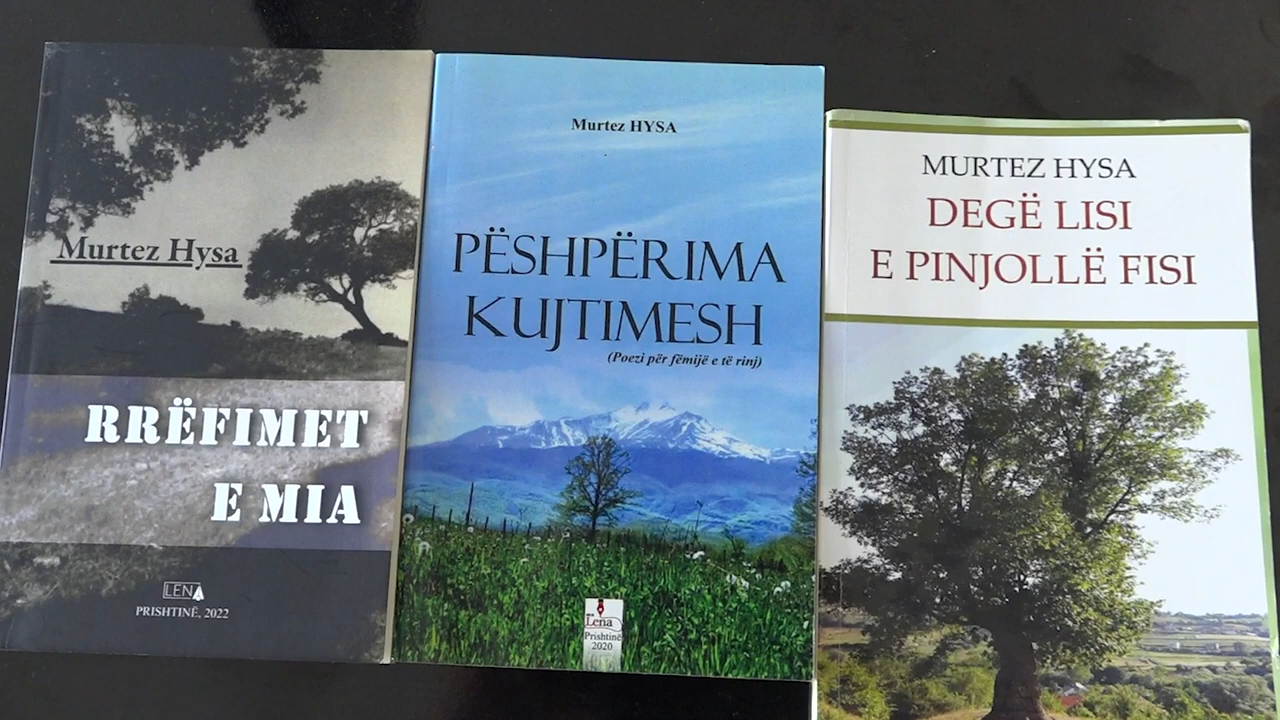 Murtez Hysa
RRËFIMET
E MIA
LENA
PRISHTINË, 2022
Murtez HYSA
PËSHPËRIMA
KUJTIMESH
(Poezi për fëmijë e të rinj)
Lena
Prishtinë
2020
MURTEZ HYSA
DEGË LISI
E PINJOLLË FISI